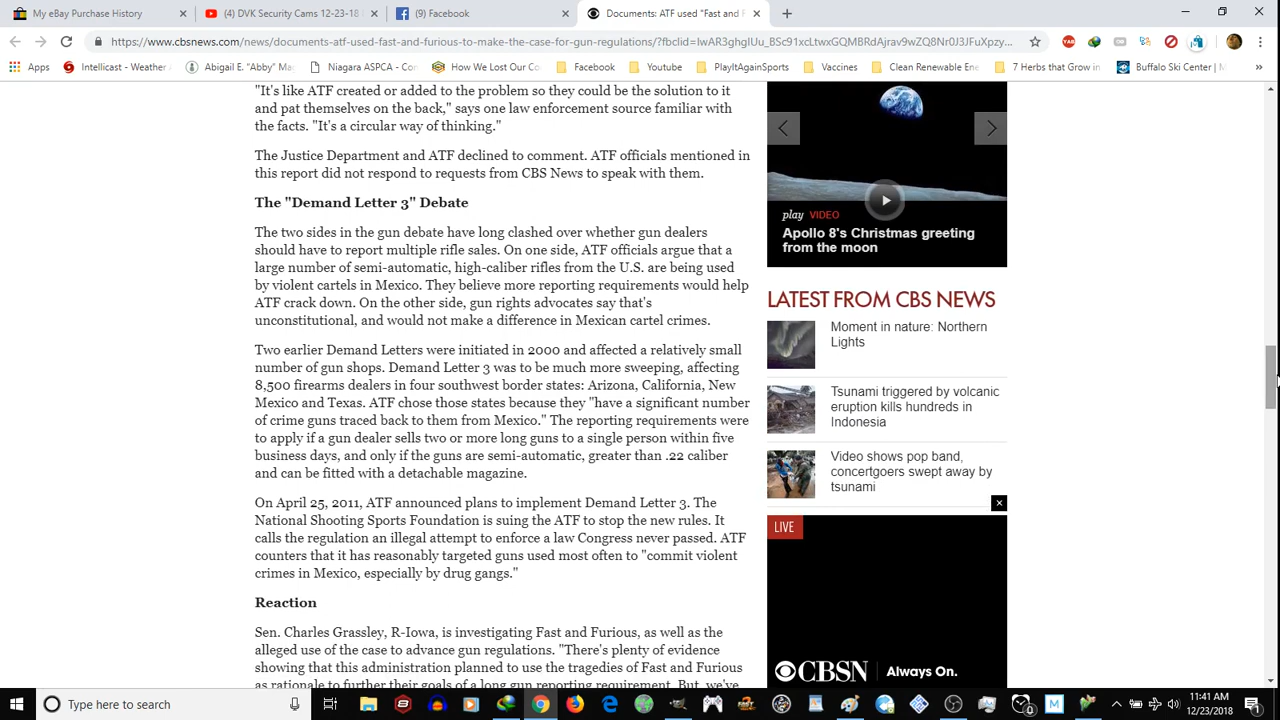 My eBay Purchase History
(4) DVK Security Cams 12-23-18
(9) Facebook
Documents: ATF used "Fast and F
https://www.cbsnews.com/news/documents-atf-used-fast-and-furious-to-make-the-case-for-gun-regulations/?fbclid=
Apps
Intellicast - Weather
Abigail E. "Abby" Ma
Niagara ASPCA - Con
How We Lost Our Co
Facebook
Youtube
PlayItAgainSports
Vaccines
Clean Renewable Ener
7 Herbs that Grow in
Buffalo Ski Center | M
"It's like ATF created or added to the problem so they could be the solution to it
and pat themselves on the back," says one law enforcement source familiar with
the facts. "It's a circular way of thinking."
The Justice Department and ATF declined to comment. ATF officials mentioned in
this report did not respond to requests from CBS News to speak with them.
The "Demand Letter 3" Debate
The two sides in the gun debate have long clashed over whether gun dealers
should have to report multiple rifle sales. On one side, ATF officials argue that a
large number of semi-automatic, high-caliber rifles from the U.S. are being used
by violent cartels in Mexico. They believe more reporting requirements would help
ATF crack down. On the other side, gun rights advocates say that's
unconstitutional, and would not make a difference in Mexican cartel crimes.
Two earlier Demand Letters were initiated in 2000 and affected a relatively small
number of gun shops. Demand Letter 3 was to be much more sweeping, affecting
8,500 firearms dealers in four southwest border states: Arizona, California, New
Mexico and Texas. ATF chose those states because they "have a significant number
of crime guns traced back to them from Mexico." The reporting requirements were
to apply if a gun dealer sells two or more long guns to a single person within five
business days, and only if the guns are semi-automatic, greater than .22 caliber
and can be fitted with a detachable magazine.
On April 25, 2011, ATF announced plans to implement Demand Letter 3. The
National Shooting Sports Foundation is suing the ATF to stop the new rules. It
calls the regulation an illegal attempt to enforce a law Congress never passed. ATF
counters that it has reasonably targeted guns used most often to "commit violent
crimes in Mexico, especially by drug gangs."
Reaction
Sen. Charles Grassley, R-Iowa, is investigating Fast and Furious, as well as the
alleged use of the case to advance gun regulations. "There's plenty of evidence
showing that this administration planned to use the tragedies of Fast and Furious
as rationale to further their goals of a long gun reporting requirement. But, we've
play VIDEO
Apollo 8's Christmas greeting
from the moon
LATEST FROM CBS NEWS
Moment in nature: Northern
Lights
Tsunami triggered by volcanic
eruption kills hundreds in
Indonesia
Video shows pop band,
concertgoers swept away by
tsunami
LIVE
CBSN Always On.
Type here to search
11:41 AM
12/23/2018